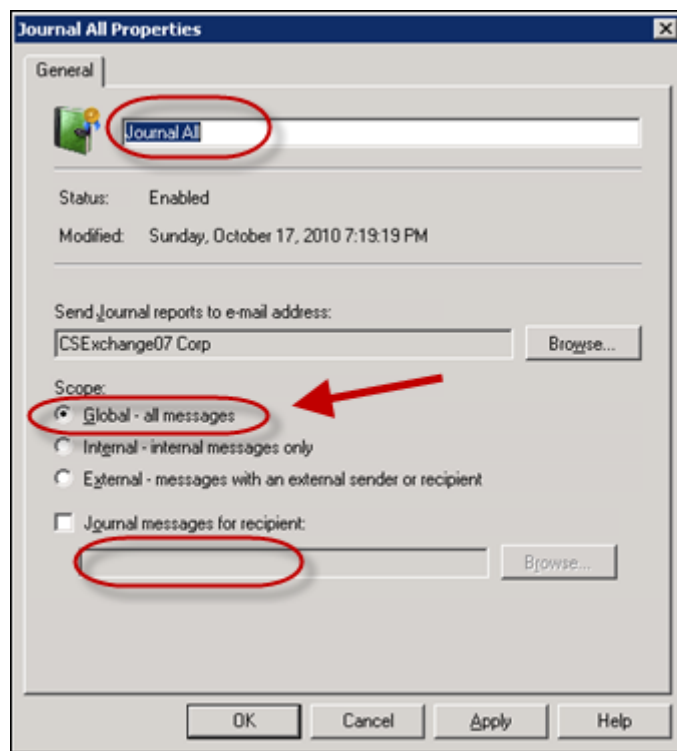 Journal All Properties
General
Journal All
Status: Enabled
Modified: Sunday, October 17, 2010 7:19:19 PM
Send Journal reports to e-mail address:
CSExchange07 Corp
Browse...
Scope:
Global - all messages
Internal - internal messages only
External - messages with an external sender or recipient
Journal messages for recipient:
Browse...
OK Cancel Apply Help